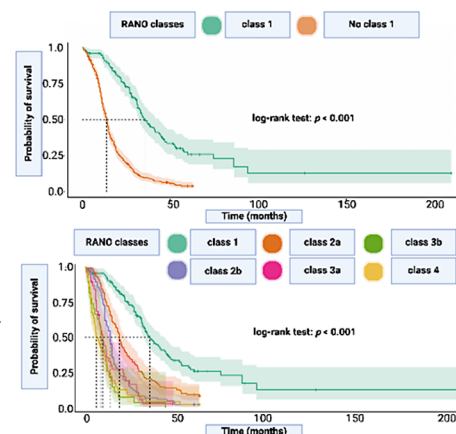 RANO classes class 1 No class 1
Probability of survival
1.0
0.75
0.50
0.25
0.0
log-rank test: p < 0.001
0 50 100 150 200
Time (months)
RANO classes class 1 class 2a class 3b
class 2b class 3a class 4
Probability of survival
1.0
0.75
0.50
0.25
0.0
log-rank test: p < 0.001
0 50 100 150 200
Time (months)